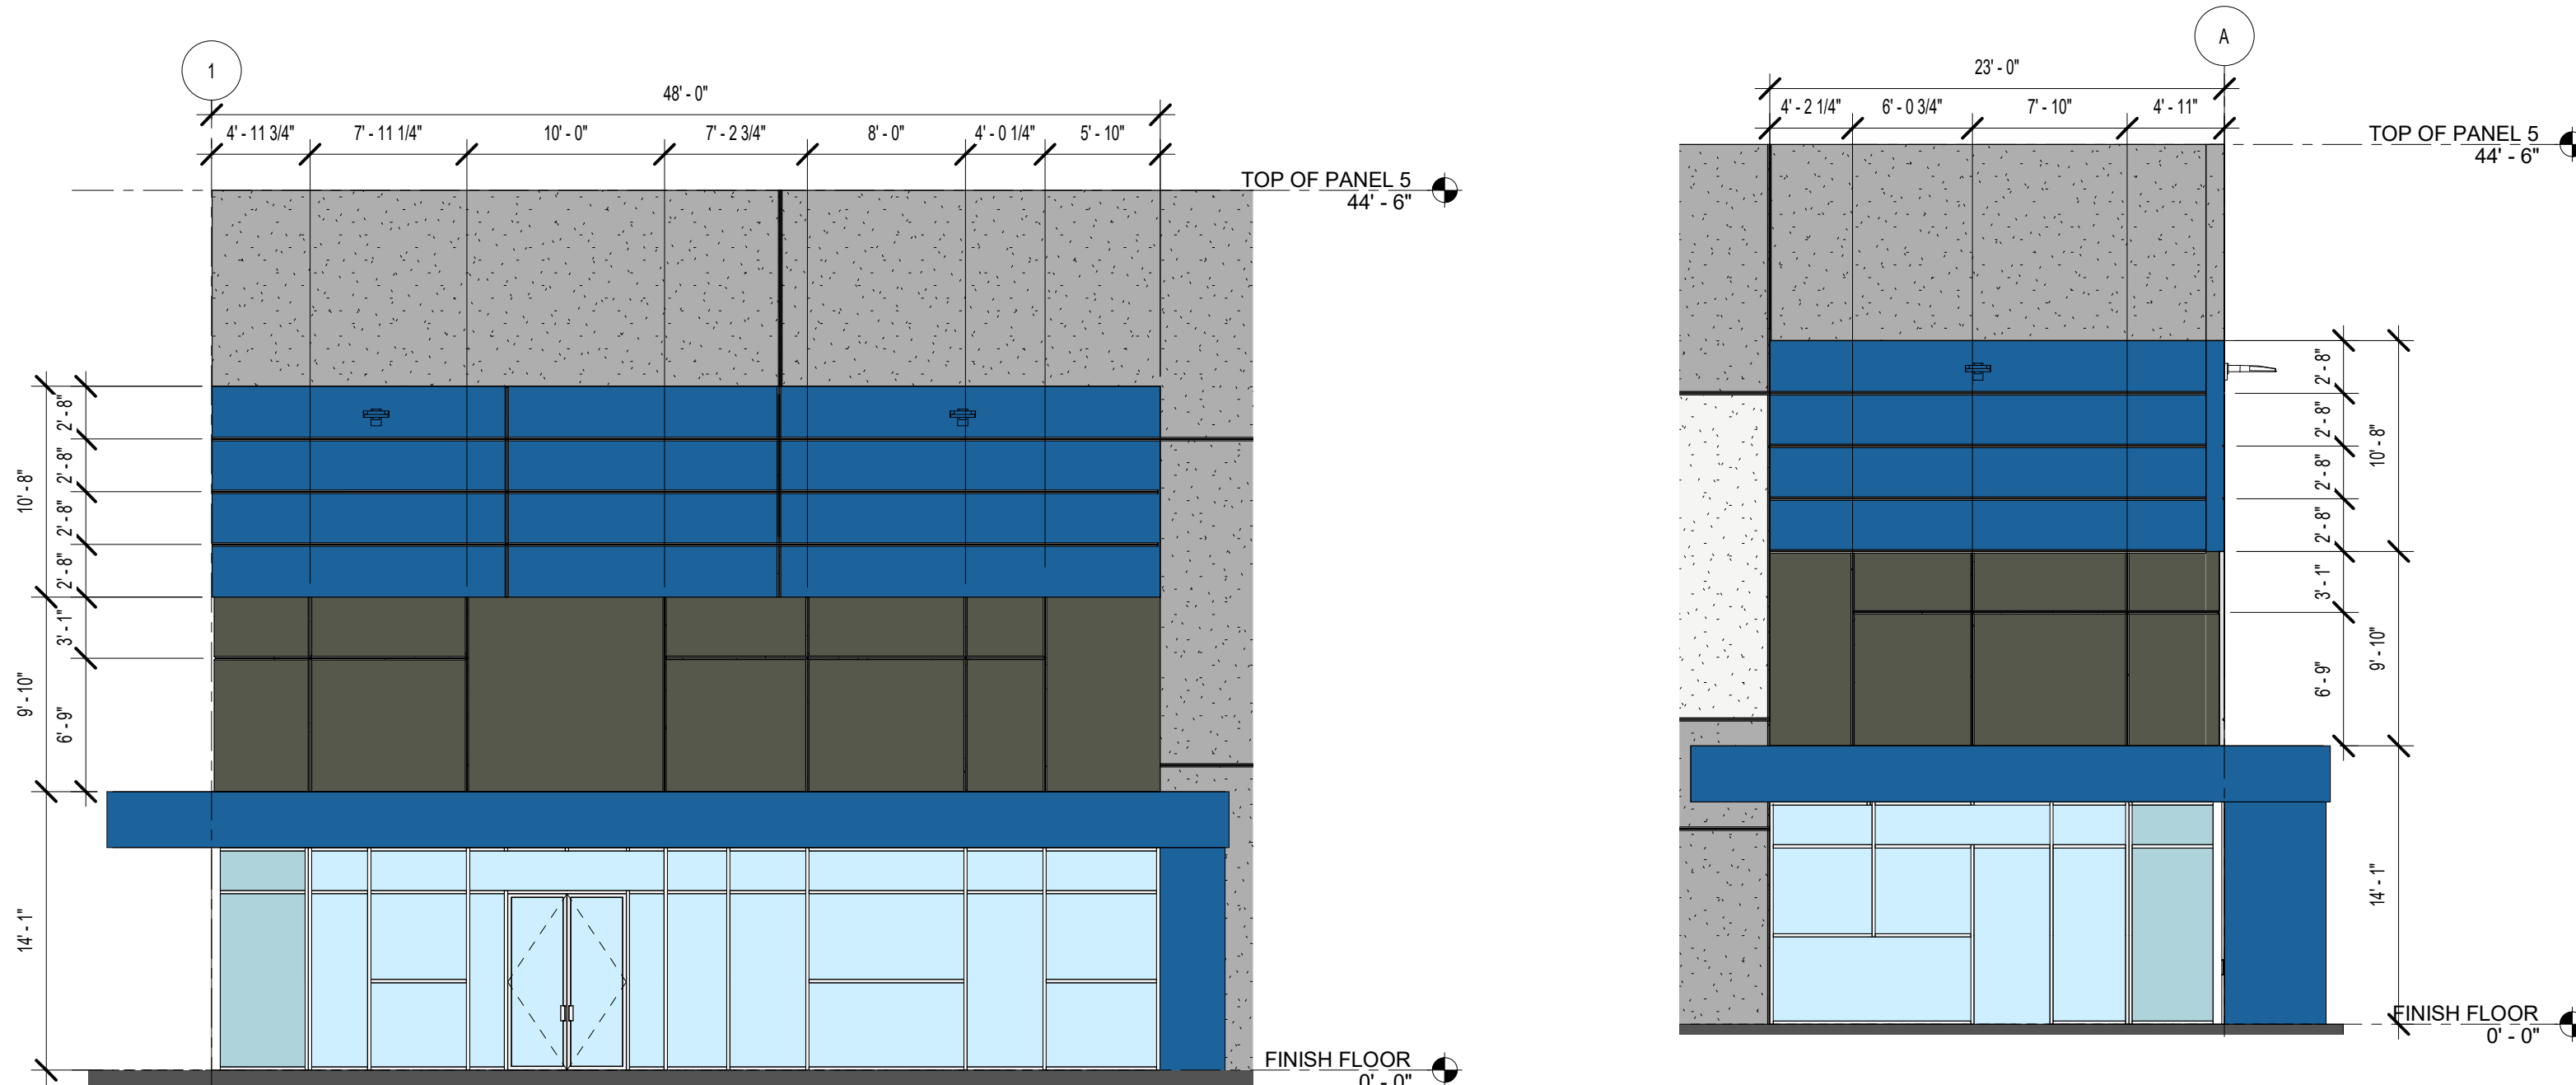 1
48' - 0"
4' - 11 3/4"
7' - 11 1/4"
10' - 0"
7' - 2 3/4"
8' - 0"
4' - 0 1/4"
5' - 10"
TOP OF PANEL 5
44' - 6"
2' - 8"
2' - 8"
2' - 8"
2' - 8"
10' - 8"
3' - 1"
6' - 9"
9' - 10"
14' - 1"
FINISH FLOOR
0' - 0"
A
23' - 0"
4' - 2 1/4"
6' - 0 3/4"
7' - 10"
4' - 11"
TOP OF PANEL 5
44' - 6"
2' - 8"
2' - 8"
2' - 8"
2' - 8"
10' - 8"
3' - 1"
6' - 9"
9' - 10"
14' - 1"
FINISH FLOOR
0' - 0"